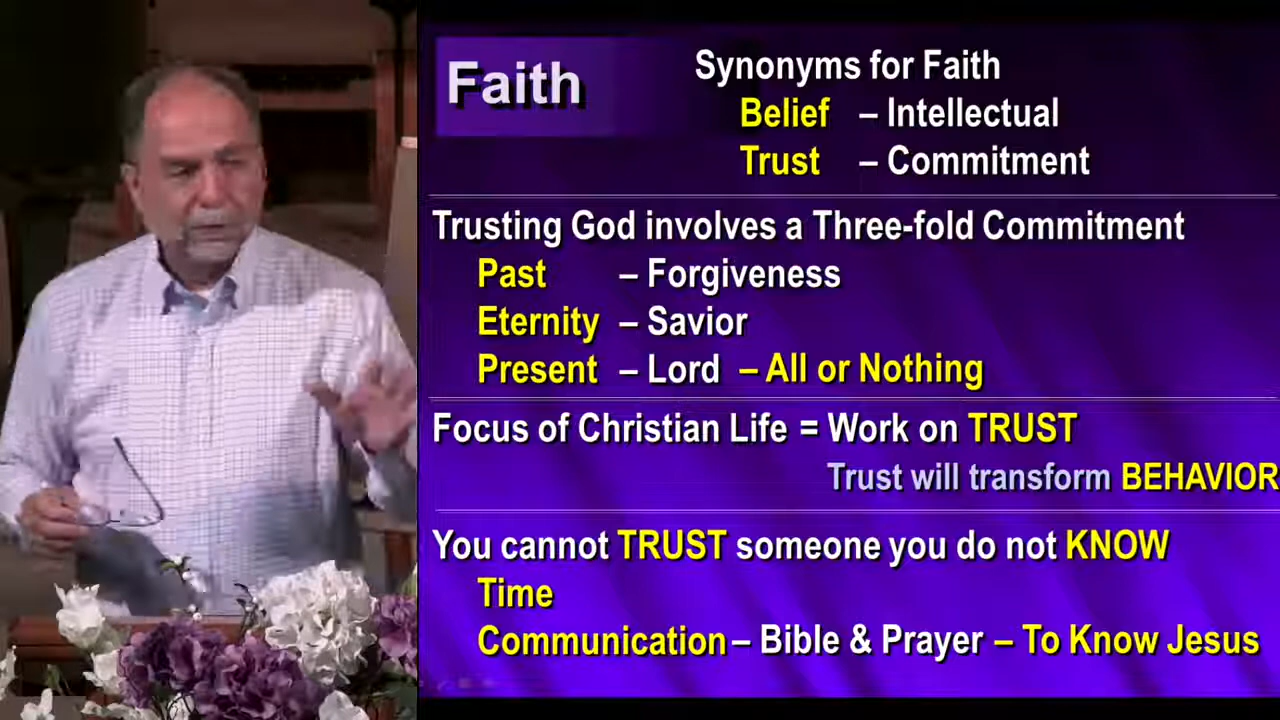 Faith
Synonyms for Faith
Belief – Intellectual
Trust – Commitment
Trusting God involves a Three-fold Commitment
Past – Forgiveness
Eternity – Savior
Present – Lord – All or Nothing
Focus of Christian Life = Work on TRUST
Trust will transform BEHAVIOR
You cannot TRUST someone you do not KNOW
Time
Communication – Bible & Prayer – To Know Jesus